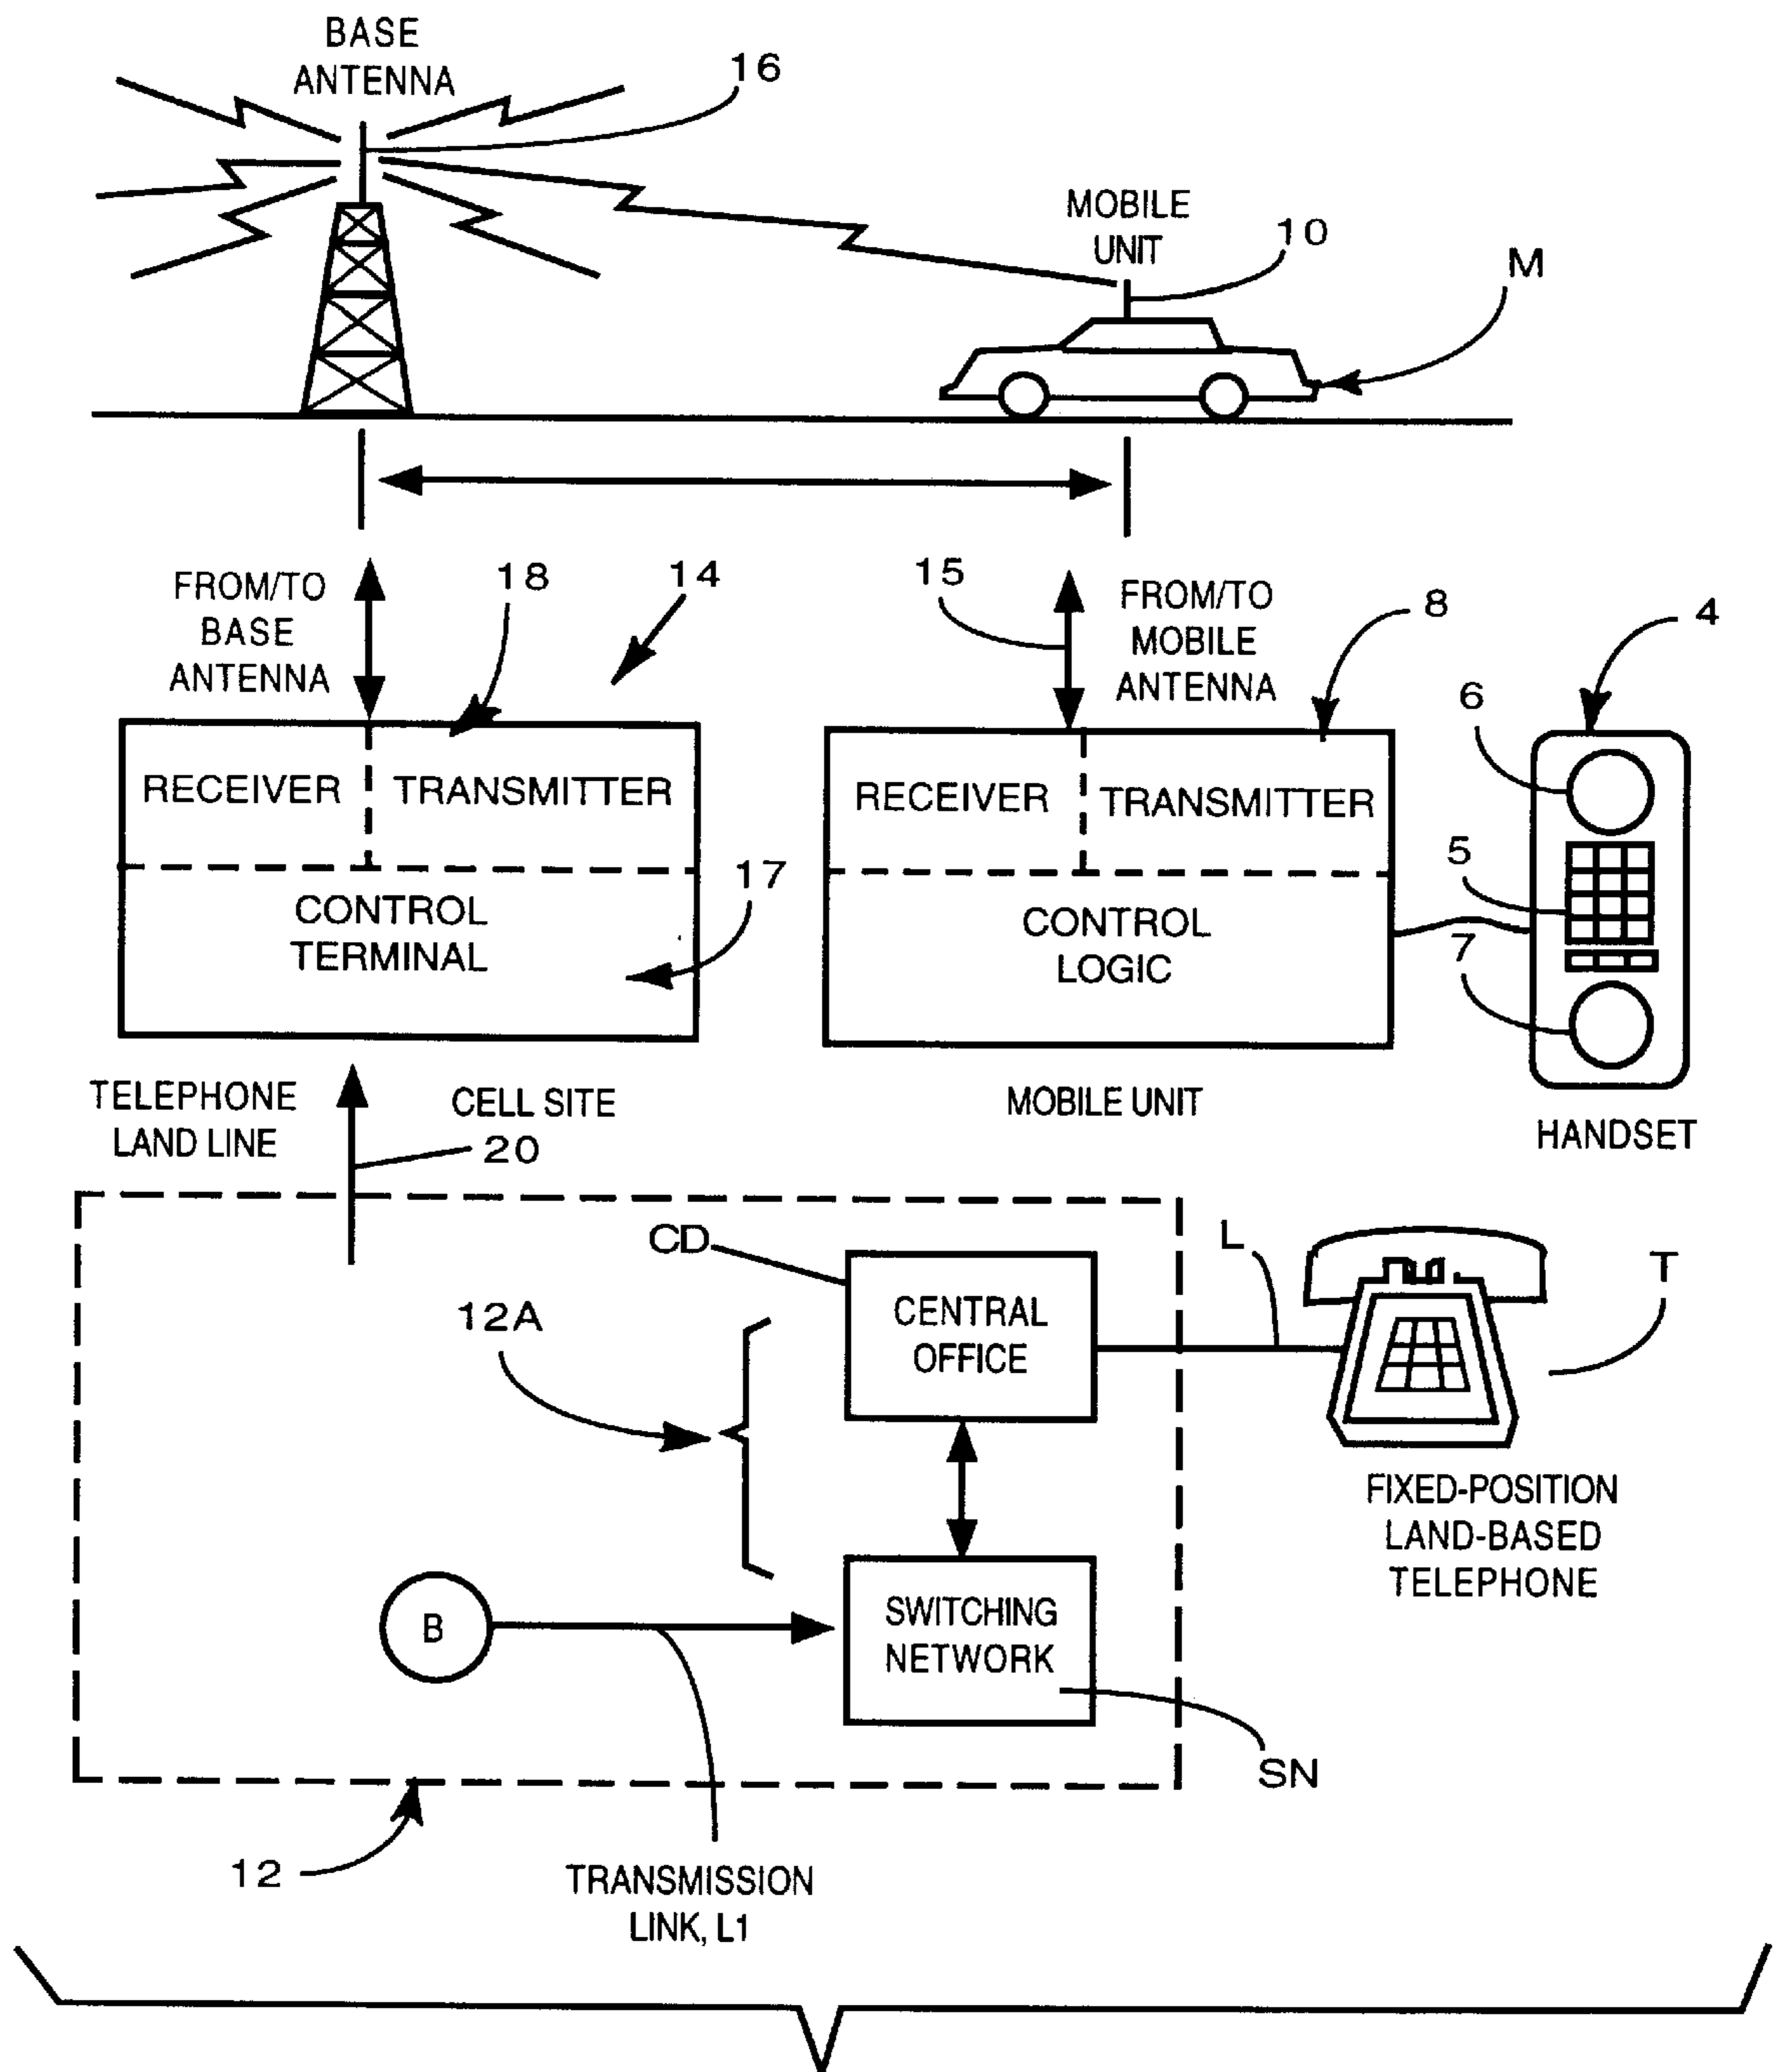 BASE
ANTENNA
16
MOBILE
UNIT
10
M
FROM/TO
BASE
ANTENNA
18
14
15
FROM/TO
MOBILE
ANTENNA
8
4
6
5
7
RECEIVER
TRANSMITTER
CONTROL
TERMINAL
17
RECEIVER
TRANSMITTER
CONTROL
LOGIC
TELEPHONE
LAND LINE
CELL SITE
20
MOBILE UNIT
HANDSET
CD
CENTRAL
OFFICE
L
T
12A
FIXED-POSITION
LAND-BASED
TELEPHONE
B
SWITCHING
NETWORK
SN
12
TRANSMISSION
LINK, L1